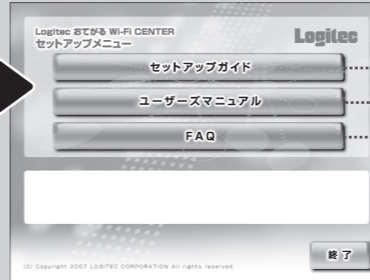 Logitec おてがる Wi-Fi CENTER
セットアップメニュー
Logitec
セットアップガイド
ユーザーズマニュアル
FAQ
(C) Copyright 2007 LOGITEC CORPORATION All rights reserved.
終了